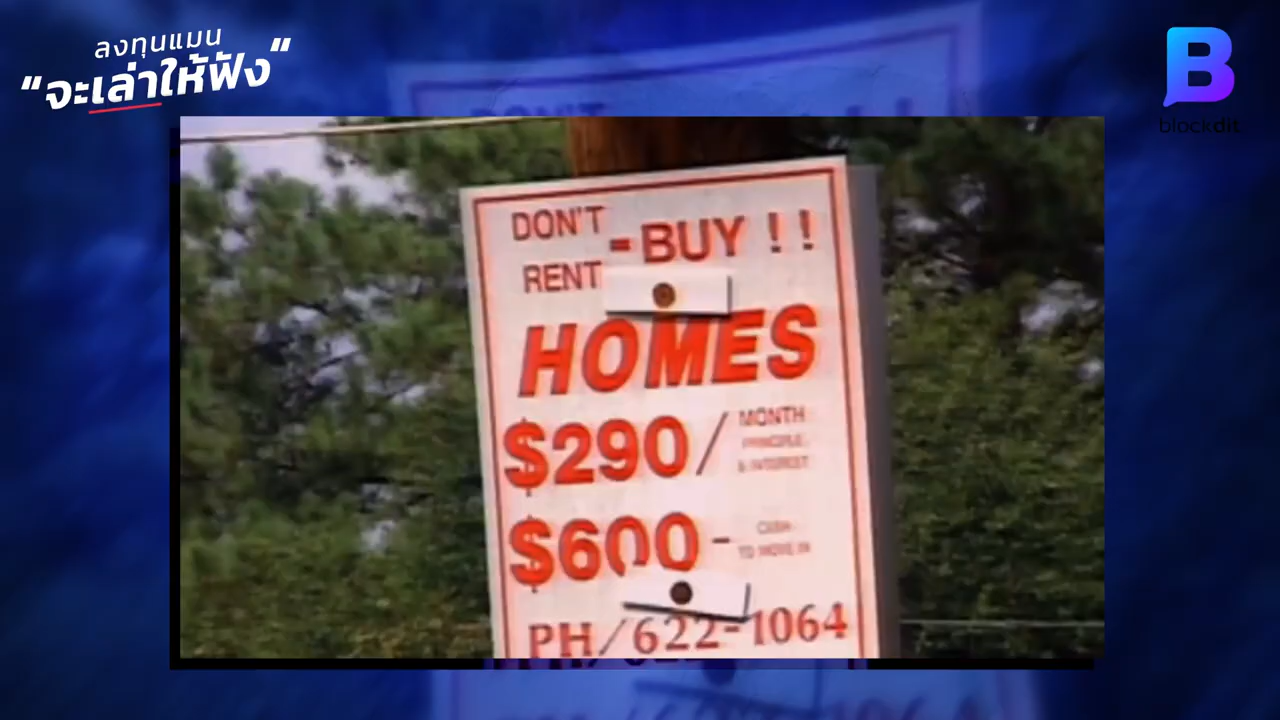 ลงทุนแมน
“จะเล่าให้ฟัง”
blockdit
DON'T
RENT
-BUY !!
HOMES
$290/ MONTH
PRINCIPLE
& INTEREST
$600- CASH
TO MOVE IN
PH/622-1064